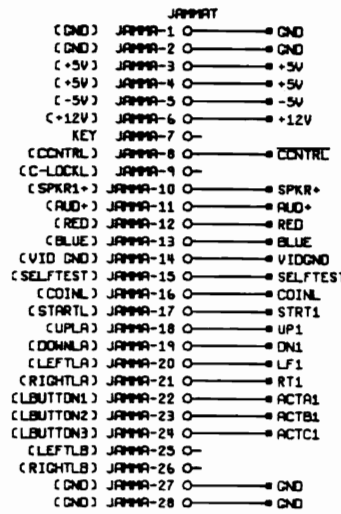 JAMMAT
(GND) JAMMA-1 GND
(GND) JAMMA-2 GND
(+5V) JAMMA-3 +5V
(+5V) JAMMA-4 +5V
(-5V) JAMMA-5 -5V
(+12V) JAMMA-6 +12V
KEY JAMMA-7
(CCNTRL) JAMMA-8 CCNTRL
(C-LOCKL) JAMMA-9
(SPKR1+) JAMMA-10 SPKR+
(AUD+) JAMMA-11 AUD+
(RED) JAMMA-12 RED
(BLUE) JAMMA-13 BLUE
(VID GND) JAMMA-14 VIDGND
(SELFTEST) JAMMA-15 SELFTEST
(COINL) JAMMA-16 COINL
(STARTL) JAMMA-17 STRT1
(UPLA) JAMMA-18 UP1
(DOWNLA) JAMMA-19 DN1
(LEFTLA) JAMMA-20 LF1
(RIGHTLA) JAMMA-21 RT1
(LBUTTON1) JAMMA-22 ACTA1
(LBUTTON2) JAMMA-23 ACTB1
(LBUTTON3) JAMMA-24 ACTC1
(LEFTLB) JAMMA-25
(RIGHTLB) JAMMA-26
(GND) JAMMA-27 GND
(GND) JAMMA-28 GND